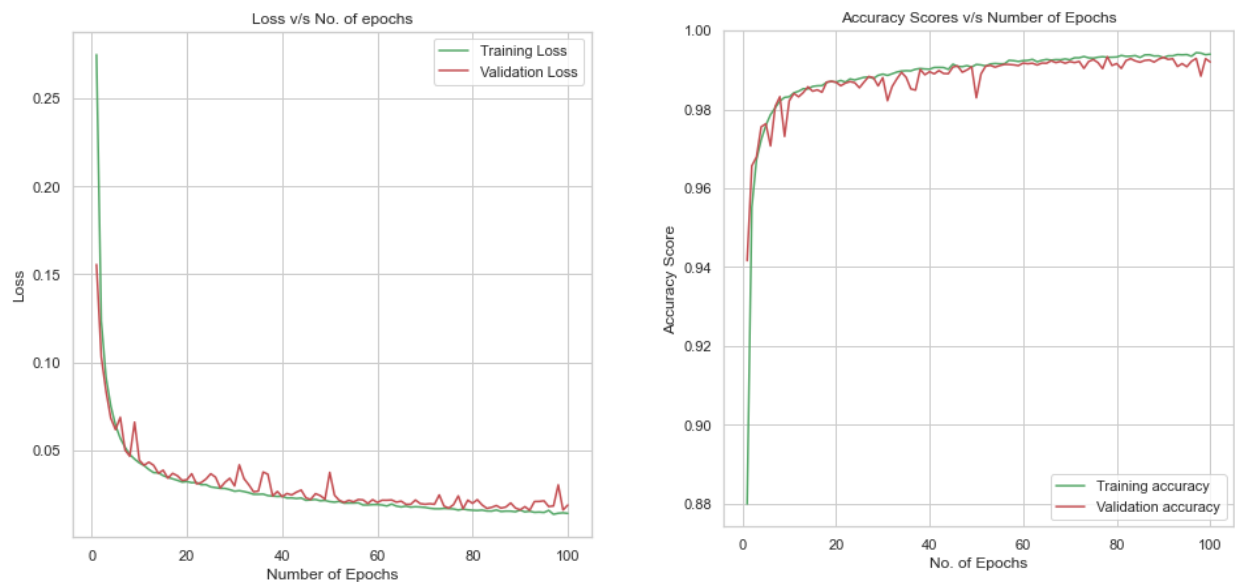 Loss v/s No. of epochs
Training Loss
Validation Loss
0.25
0.20
0.15
0.10
0.05
Loss
0 20 40 60 80 100
Number of Epochs
Accuracy Scores v/s Number of Epochs
1.00
0.98
0.96
0.94
0.92
0.90
0.88
Accuracy Score
Training accuracy
Validation accuracy
0 20 40 60 80 100
No. of Epochs